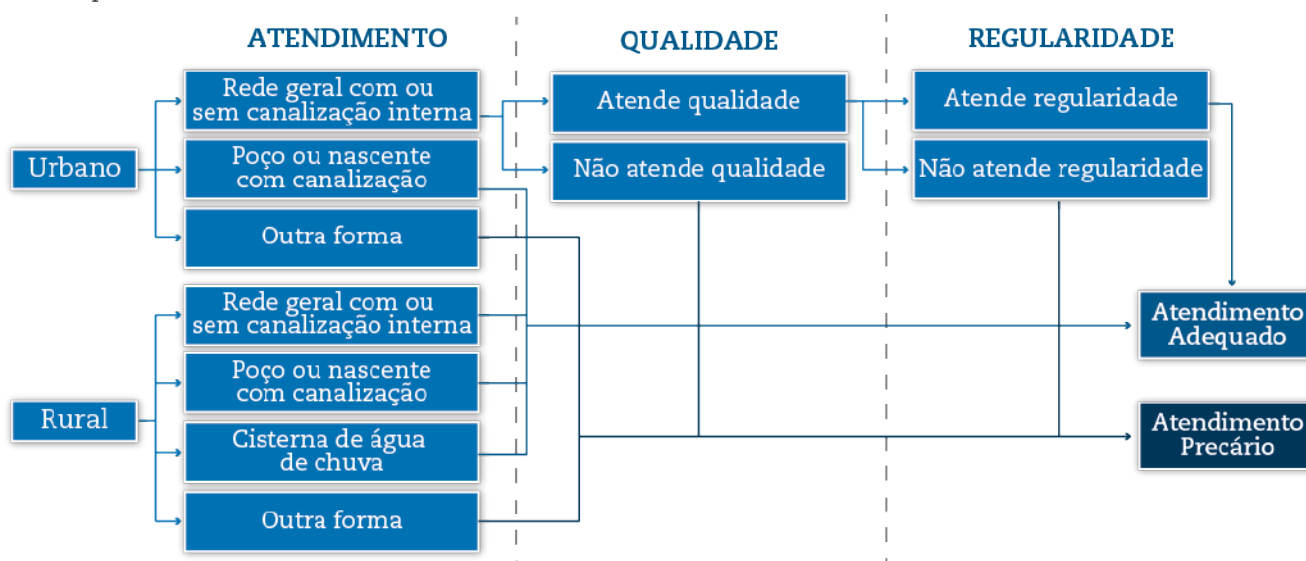 ATENDIMENTO
QUALIDADE
REGULARIDADE
Urbano
Rede geral com ou
sem canalização interna
Poço ou nascente
com canalização
Outra forma
Atende qualidade
Não atende qualidade
Atende regularidade
Não atende regularidade
Rural
Rede geral com ou
sem canalização interna
Poço ou nascente
com canalização
Cisterna de água
de chuva
Outra forma
Atendimento
Adequado
Atendimento
Precário